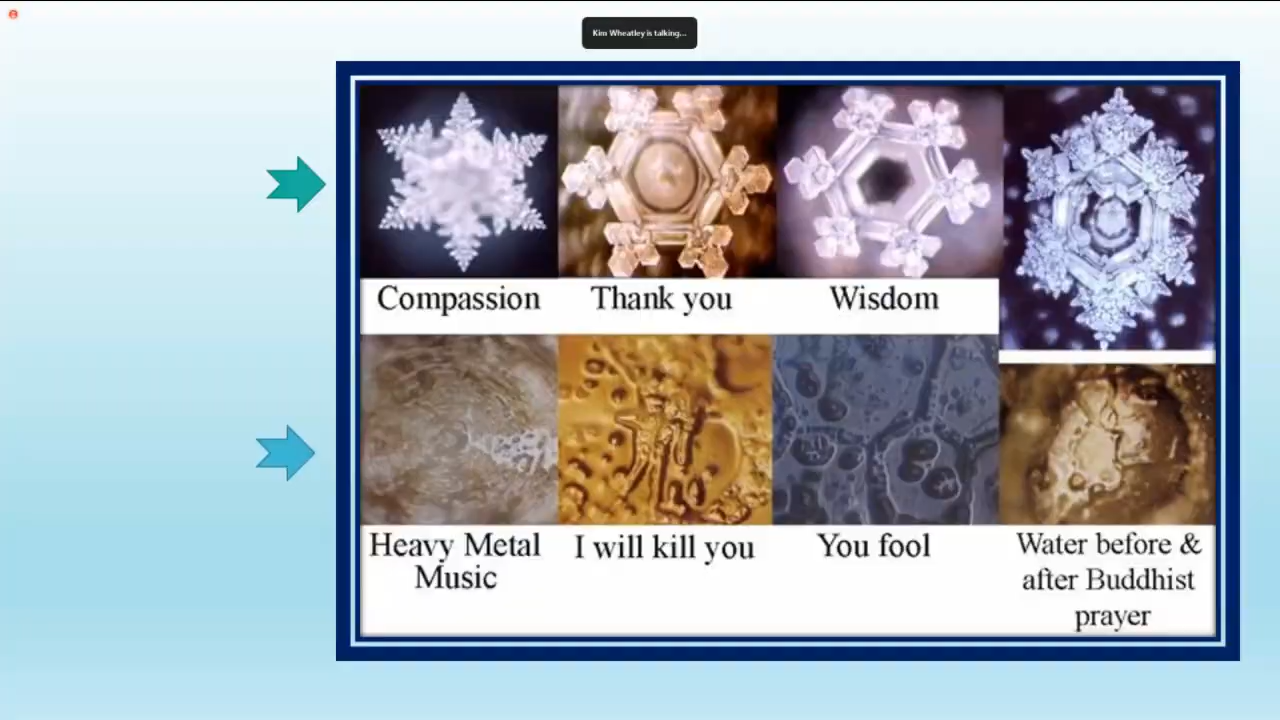 Kim Wheatley is talking...
Compassion
Thank you
Wisdom
Heavy Metal
Music
I will kill you
You fool
Water before &
after Buddhist
prayer